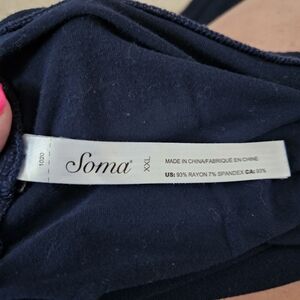 1020
Soma
XXL
MADE IN CHINA/FABRIQUÉ EN CHINE
US: 93% RAYON 7% SPANDEX CA: 93%